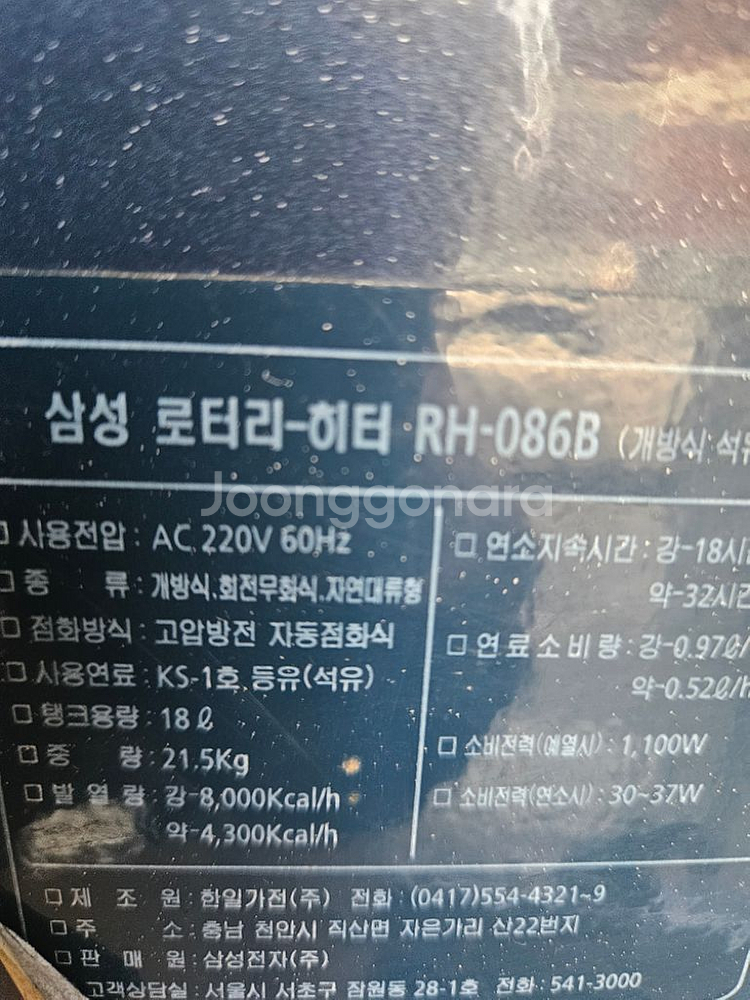 삼성 로터리-히터 RH-086B (개방식 석유
Joonggonara
□ 사용전압 : AC 220V 60Hz
□ 종 류 : 개방식.회전무화식.자연대류형
□ 점화방식 : 고압방전 자동점화식
□ 사용연료 : KS-1호 등유(석유)
□ 탱크용량 : 18ℓ
□ 중 량 : 21.5Kg
□ 발 열 량 : 강-8,000Kcal/h
약-4,300Kcal/h
□ 연소지속시간 : 강-18시간
약-32시간
□ 연료소비량 : 강-0.97ℓ/
약-0.52ℓ/h
□ 소비전력(예열시) : 1,100W
□ 소비전력(연소시) : 30~37W
□ 제 조 원 : 한일가전(주) 전화 : (0417)554-4321~9
□ 주 소 : 충남 천안시 직산면 자은가리 산22번지
□ 판 매 원 : 삼성전자(주)
고객상담실 : 서울시 서초구 잠원동 28-1호 전화 : 541-3000